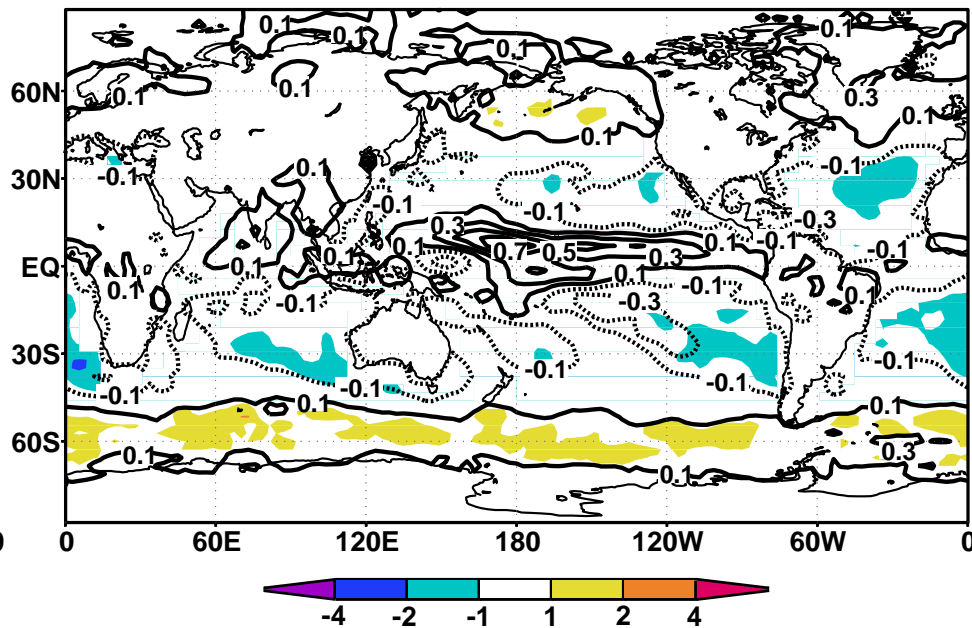 0.1 0.1
0.1 0.1
60N 0.1 0.1 0.3
0.1 0.1
-0.1 0.1 -0.1
30N
-0.1 -0.1 -0.3
0.3
0.1 0.7 0.5 0.3 0.1 -0.1 -0.1
EQ 0.1 0.1 0.1
0.1 -0.1 -0.1 -0.3 0.1
30S
-0.1 -0.1 -0.1
-0.1 -0.1
0.1 0.1
60S 0.1 0.3
0.1
0 0 60E 120E 180 120W 60W 0
-4 -2 -1 1 2 4